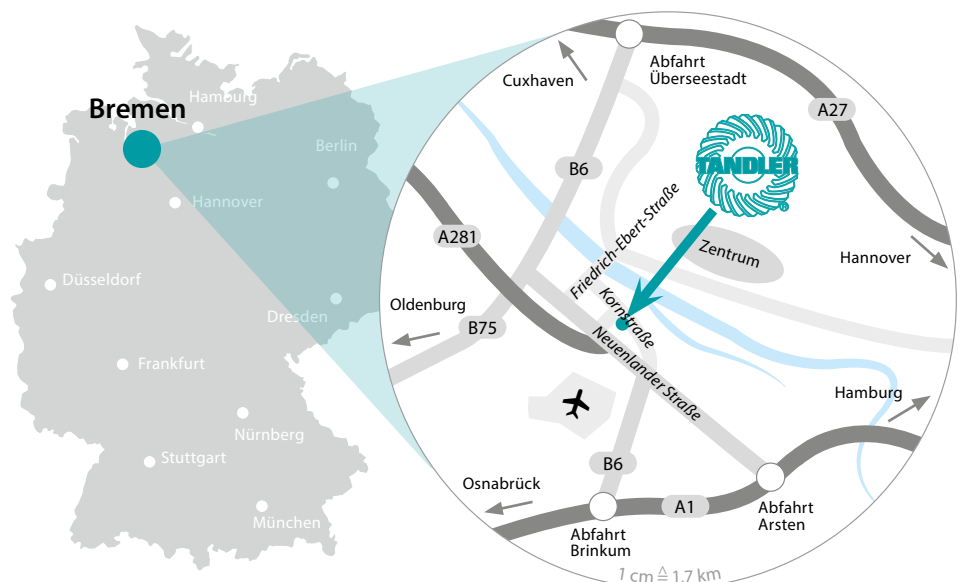 Bremen
Hamburg
Berlin
Hannover
Düsseldorf
Dresden
Frankfurt
Nürnberg
Stuttgart
München
Abfahrt
Überseestadt
Cuxhaven
A27
TANDLER
®
B6
Friedrich-Ebert-Straße
A281
Zentrum
Hannover
Oldenburg
Kornstraße
B75
Neuenlander Straße
Hamburg
B6
Osnabrück
A1
Abfahrt
Arsten
Abfahrt
Brinkum
1 cm ≙ 1,7 km